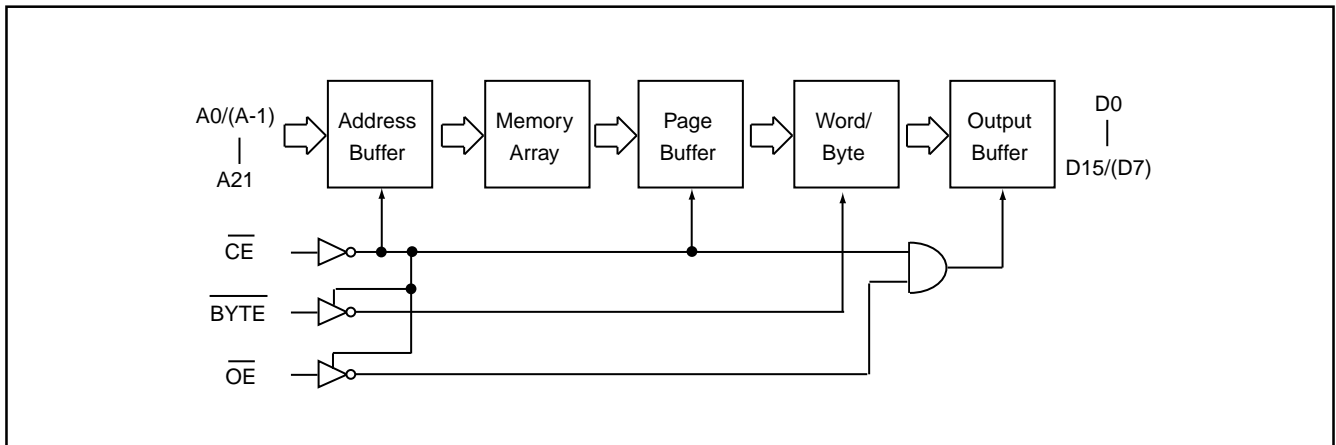 A0/(A-1)
A21
Address
Buffer
Memory
Array
Page
Buffer
Word/
Byte
Output
Buffer
D0
D15/(D7)
CE
BYTE
OE